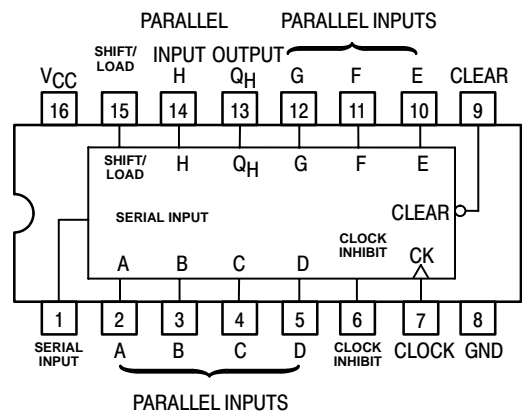 PARALLEL PARALLEL INPUTS
SHIFT/
LOAD
INPUT OUTPUT
VCC H QH G F E CLEAR
16 15 14 13 12 11 10 9
SHIFT/
LOAD
H QH G F E
SERIAL INPUT
CLEAR
CLOCK
INHIBIT
CK
A B C D
1 2 3 4 5 6 7 8
SERIAL
INPUT
A B C D
CLOCK
INHIBIT
CLOCK GND
PARALLEL INPUTS